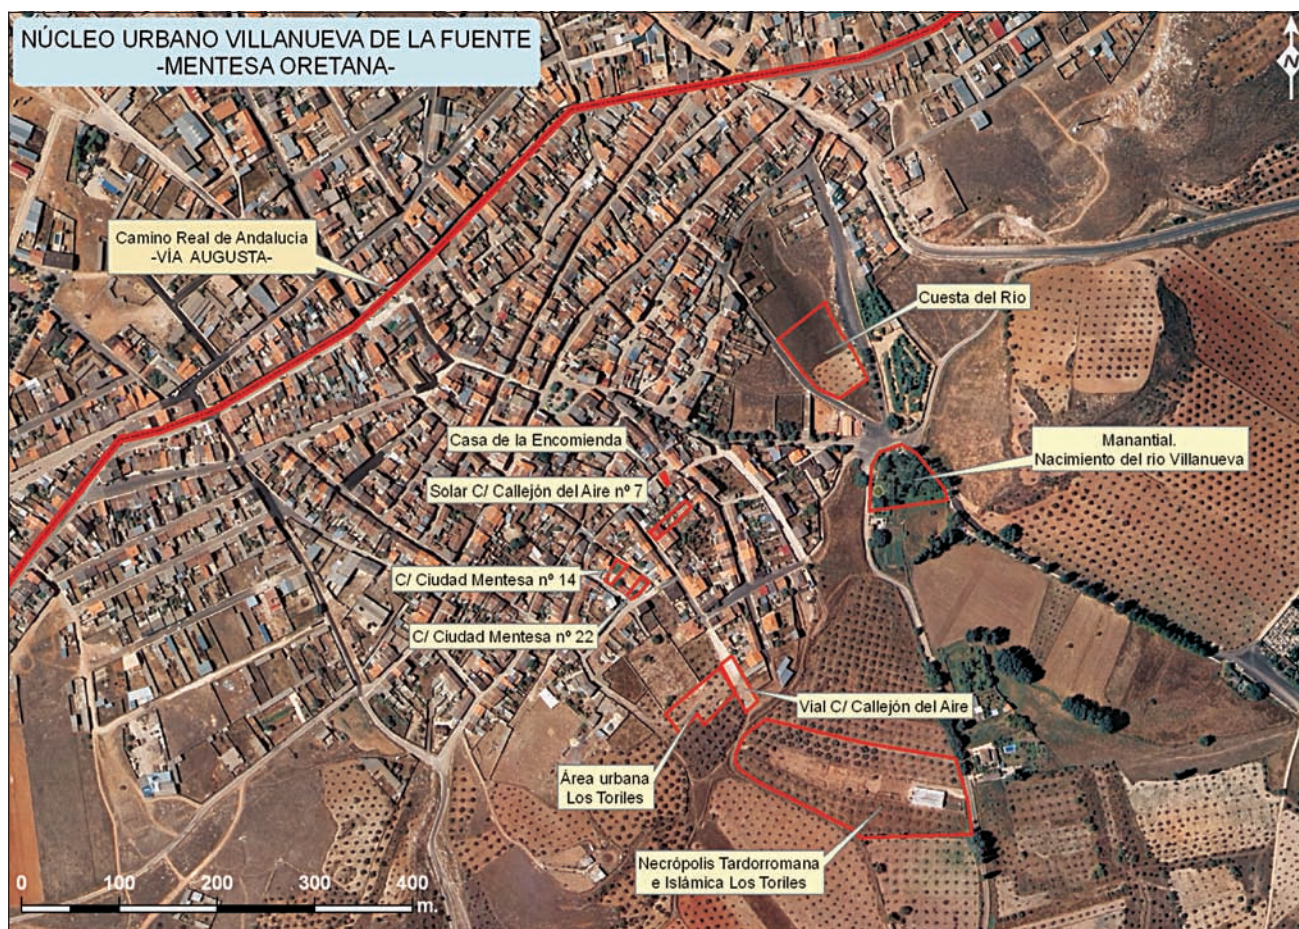 NÚCLEO URBANO VILLANUEVA DE LA FUENTE
-MENTESA ORETANA-
N
Camino Real de Andalucia
-VÍA AUGUSTA-
Cuesta del Río
Casa de la Encomienda
Manantial.
Nacimiento del rio Villanueva
Solar C/ Callejón del Aire nº 7
C/ Ciudad Mentesa nº 14
C/ Ciudad Mentesa nº 22
Vial C/ Callejón del Aire
Área urbana
Los Toriles
Necrópolis Tardorromana
e Islámica Los Toriles
0 100 200 300 400
m.